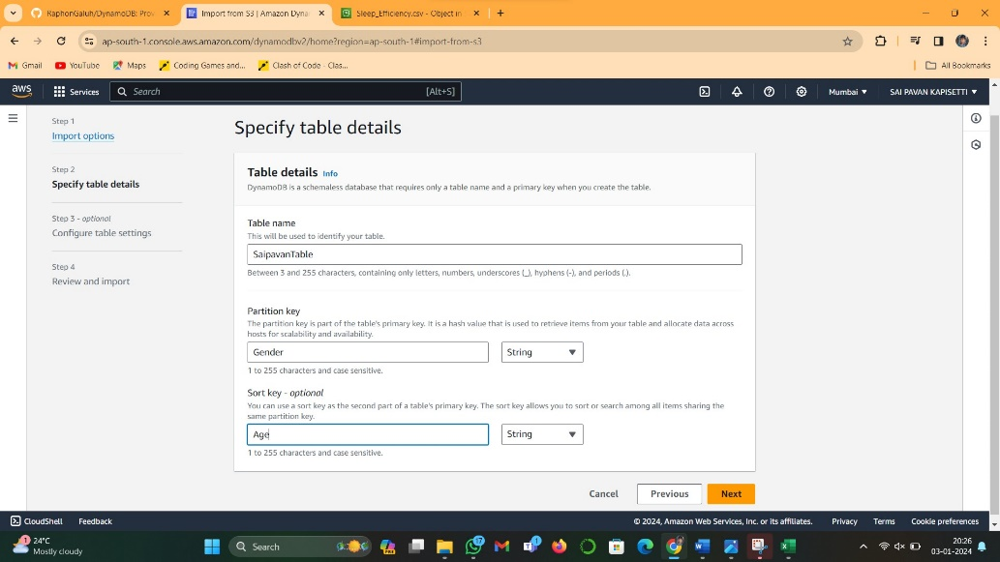 RaphonGaluh/DynamoDB: Prov
Import from S3 | Amazon Dynam
Sleep_Efficiency.csv - Object in
ap-south-1.console.aws.amazon.com/dynamodbv2/home?region=ap-south-1#import-from-s3
Gmail
YouTube
Maps
Coding Games and...
Clash of Code - Clas...
All Bookmarks
aws
Services
Search
[Alt+S]
Mumbai
SAI PAVAN KAPISETTI
Step 1
Import options
Step 2
Specify table details
Step 3 - optional
Configure table settings
Step 4
Review and import
Specify table details
Table details Info
DynamoDB is a schemaless database that requires only a table name and a primary key when you create the table.
Table name
This will be used to identify your table.
SaipavanTable
Between 3 and 255 characters, containing only letters, numbers, underscores (_), hyphens (-), and periods (.).
Partition key
The partition key is part of the table's primary key. It is a hash value that is used to retrieve items from your table and allocate data across
hosts for scalability and availability.
Gender
String
1 to 255 characters and case sensitive.
Sort key - optional
You can use a sort key as the second part of a table's primary key. The sort key allows you to sort or search among all items sharing the
same partition key.
Age
String
1 to 255 characters and case sensitive.
Cancel
Previous
Next
CloudShell
Feedback
© 2024, Amazon Web Services, Inc. or its affiliates.
Privacy
Terms
Cookie preferences
24°C
Mostly cloudy
Search
20:26
03-01-2024